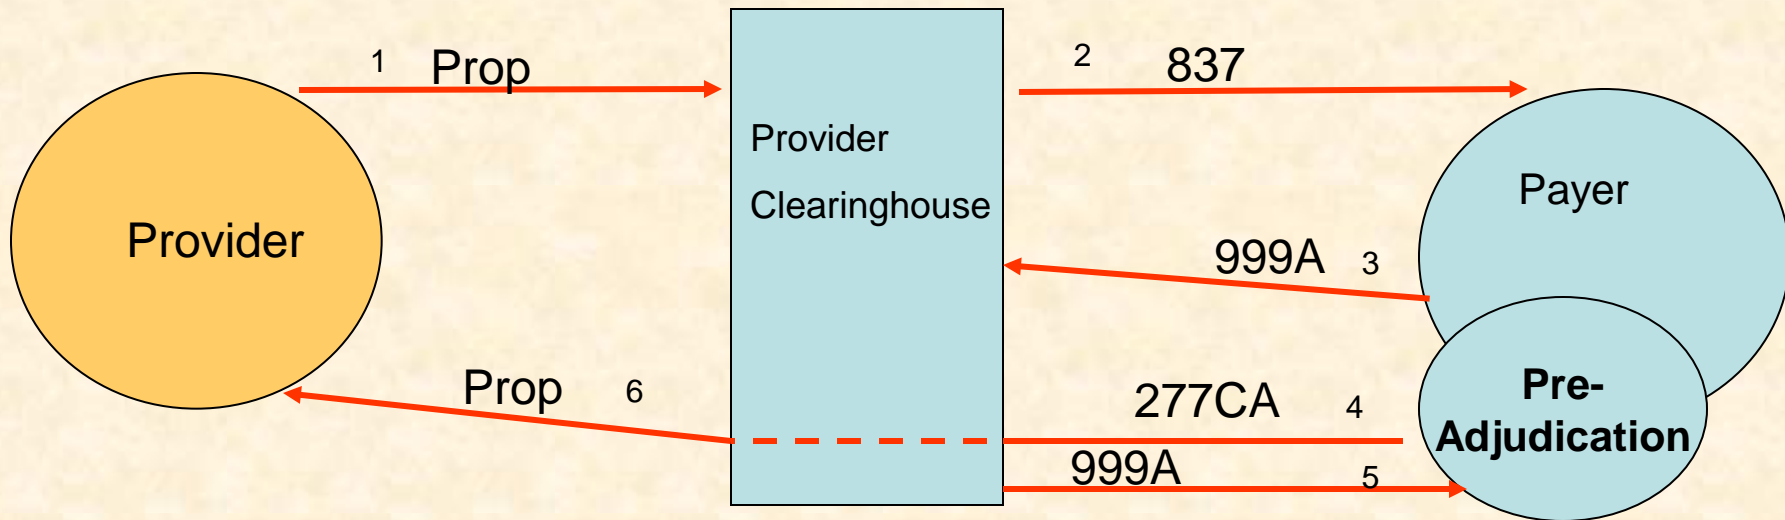 1 Prop
2 837
Provider
Clearinghouse
Payer
Provider
999A 3
Prop 6
277CA 4
Pre-
Adjudication
999A 5